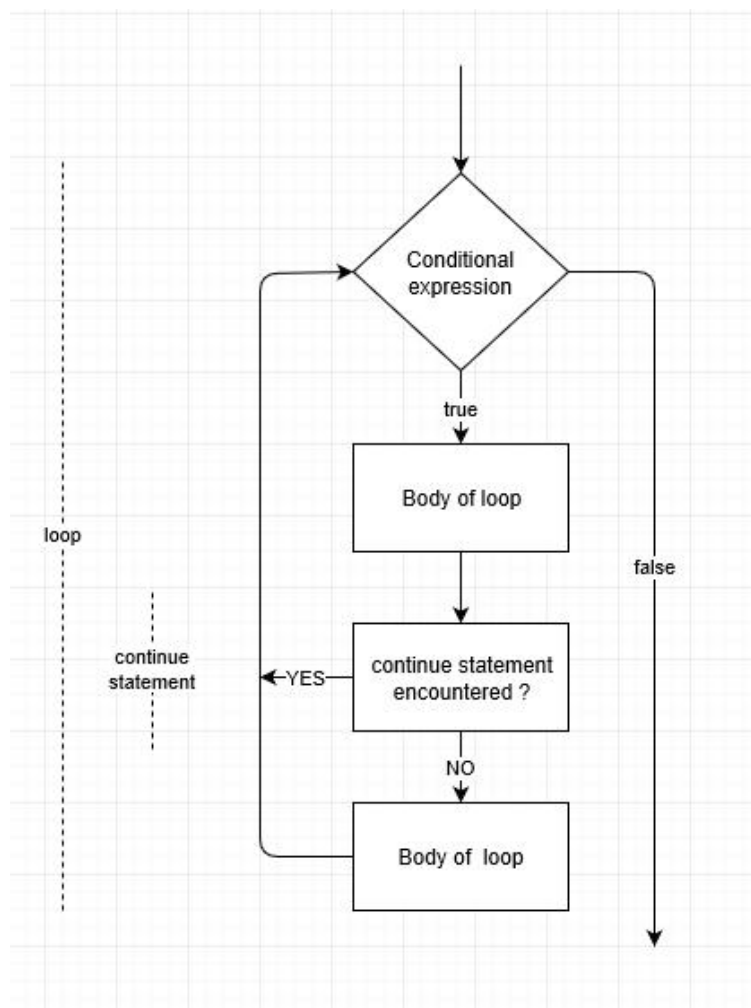 Conditional
expression
true
Body of loop
loop
false
continue statement
encountered ?
YES
continue
statement
NO
Body of  loop